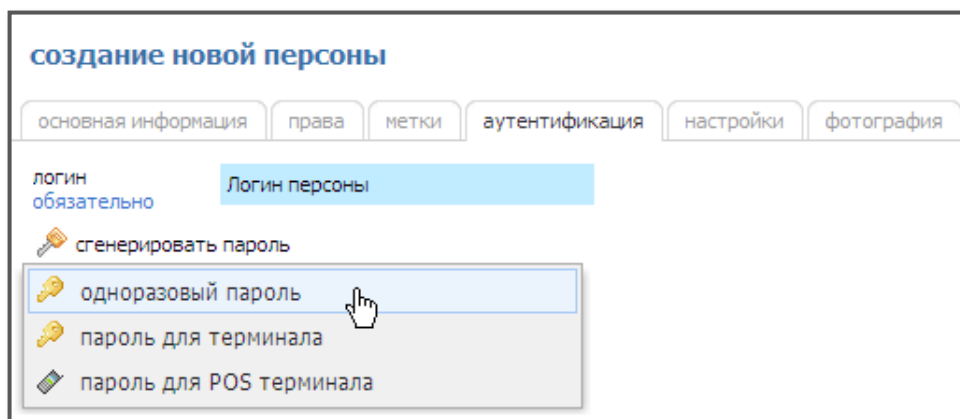 создание новой персоны
основная информация права метки аутентификация настройки фотография
логин Логин персоны
обязательно
сгенерировать пароль
одноразовый пароль
пароль для терминала
пароль для POS терминала